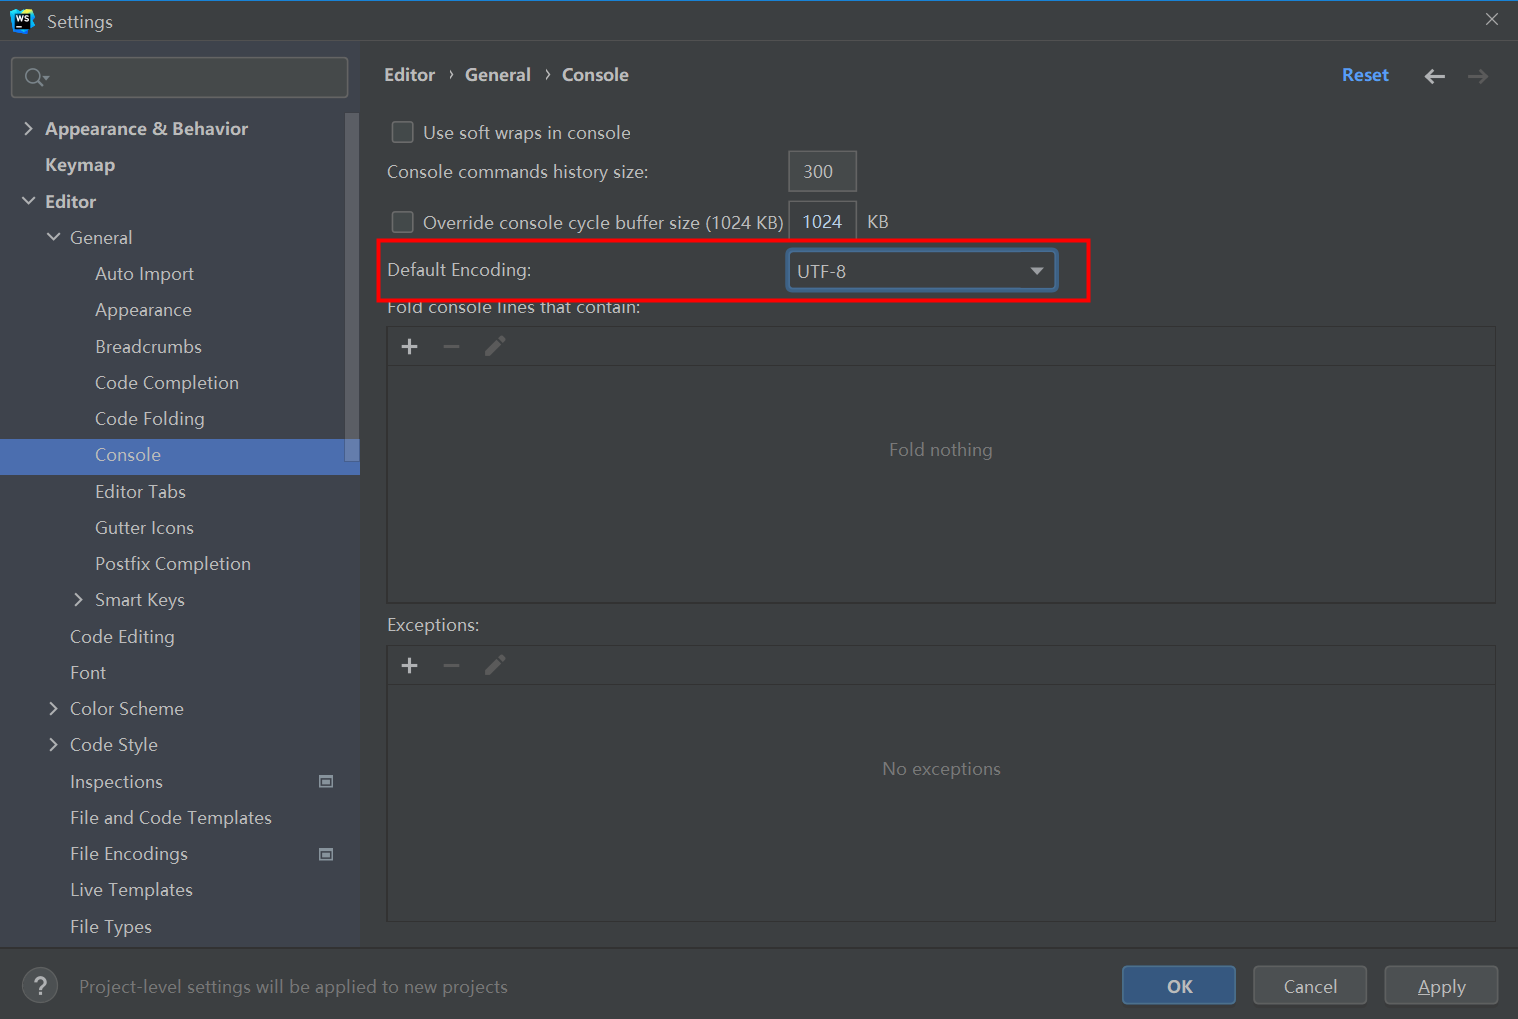 WS
Settings
Editor › General › Console
Reset
Appearance & Behavior
Keymap
Editor
General
Auto Import
Appearance
Breadcrumbs
Code Completion
Code Folding
Console
Editor Tabs
Gutter Icons
Postfix Completion
Smart Keys
Code Editing
Font
Color Scheme
Code Style
Inspections
File and Code Templates
File Encodings
Live Templates
File Types
Use soft wraps in console
Console commands history size: 300
Override console cycle buffer size (1024 KB) 1024 KB
Default Encoding: UTF-8
Fold console lines that contain:
Fold nothing
Exceptions:
No exceptions
? Project-level settings will be applied to new projects
OK Cancel Apply